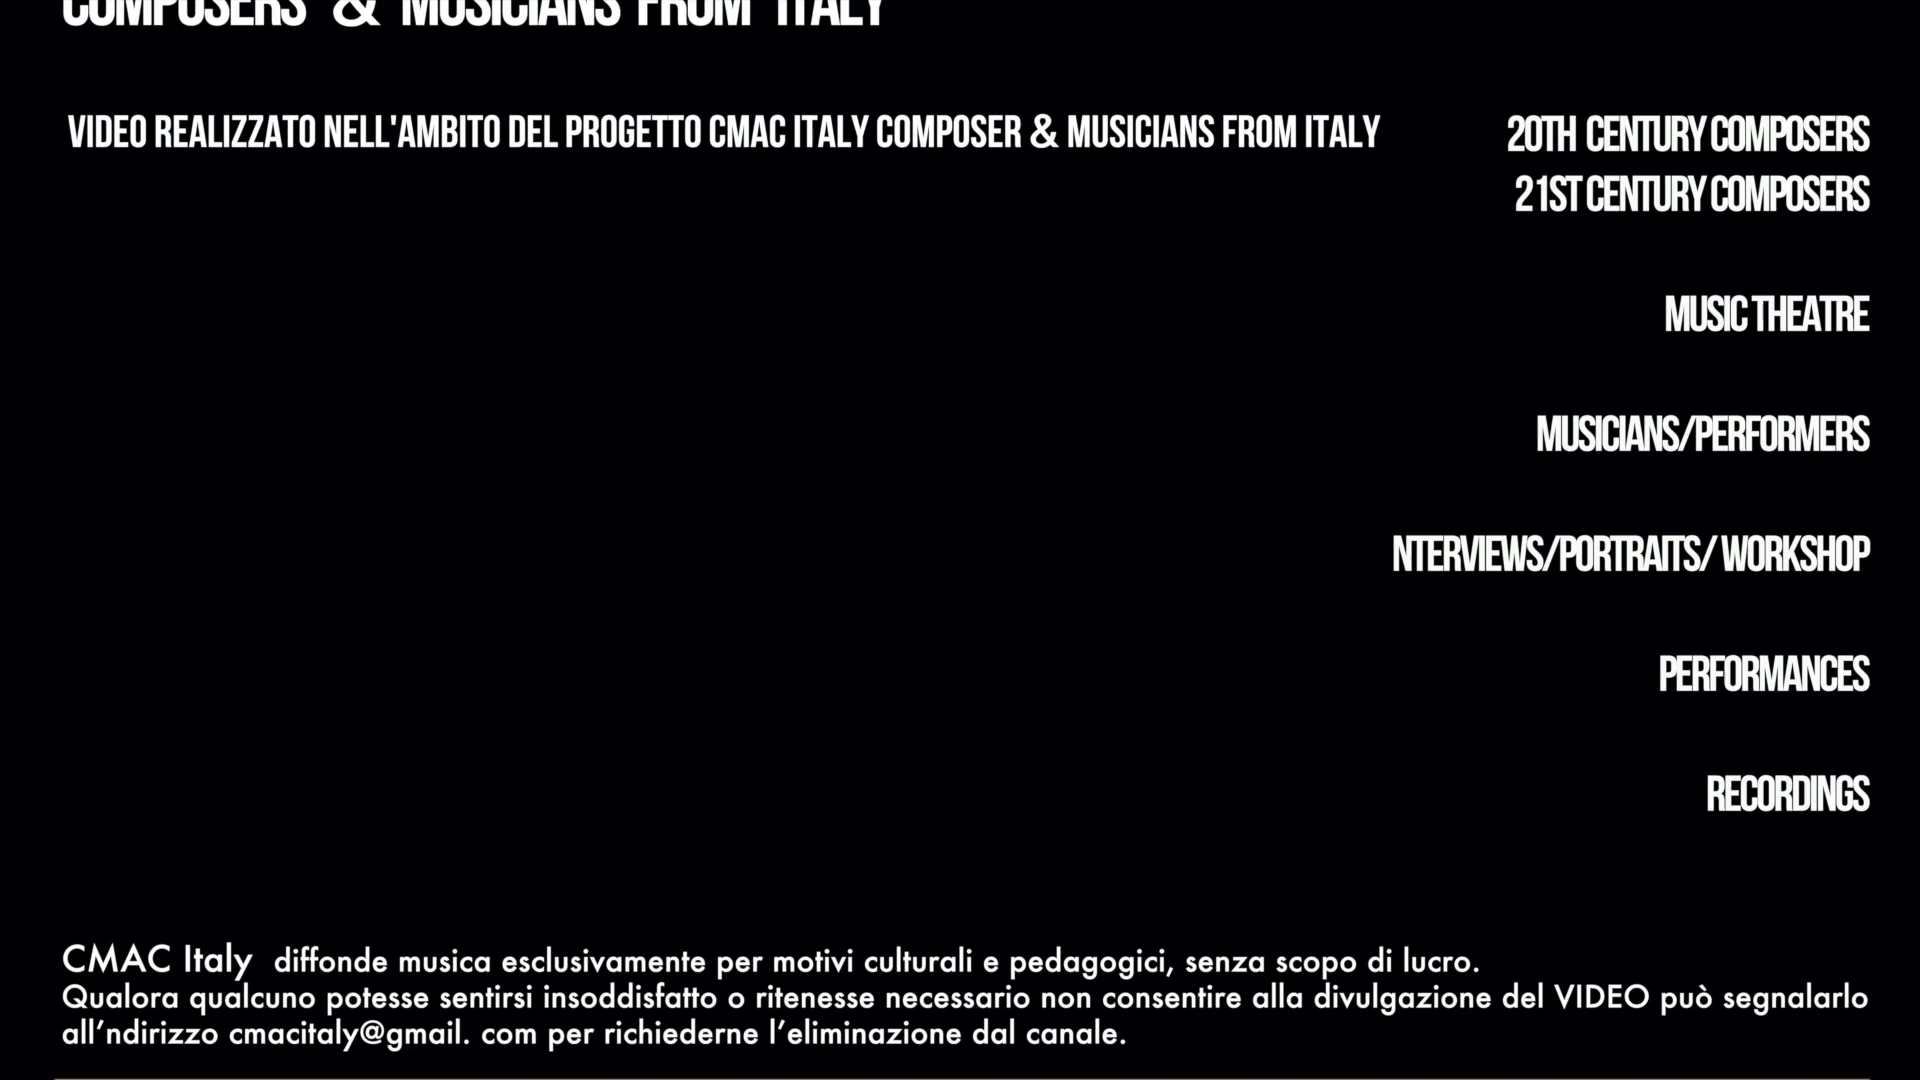 COMPOSERS & MUSICIANS FROM ITALY
VIDEO REALIZZATO NELL'AMBITO DEL PROGETTO CMAC ITALY COMPOSER & MUSICIANS FROM ITALY
20TH CENTURY COMPOSERS
21ST CENTURY COMPOSERS
MUSIC THEATRE
MUSICIANS/PERFORMERS
NTERVIEWS/PORTRAITS/ WORKSHOP
PERFORMANCES
RECORDINGS
CMAC Italy diffonde musica esclusivamente per motivi culturali e pedagogici, senza scopo di lucro.
Qualora qualcuno potesse sentirsi insoddisfatto o ritenesse necessario non consentire alla divulgazione del VIDEO può segnalarlo
all’ndirizzo cmacitaly@gmail. com per richiederne l’eliminazione dal canale.